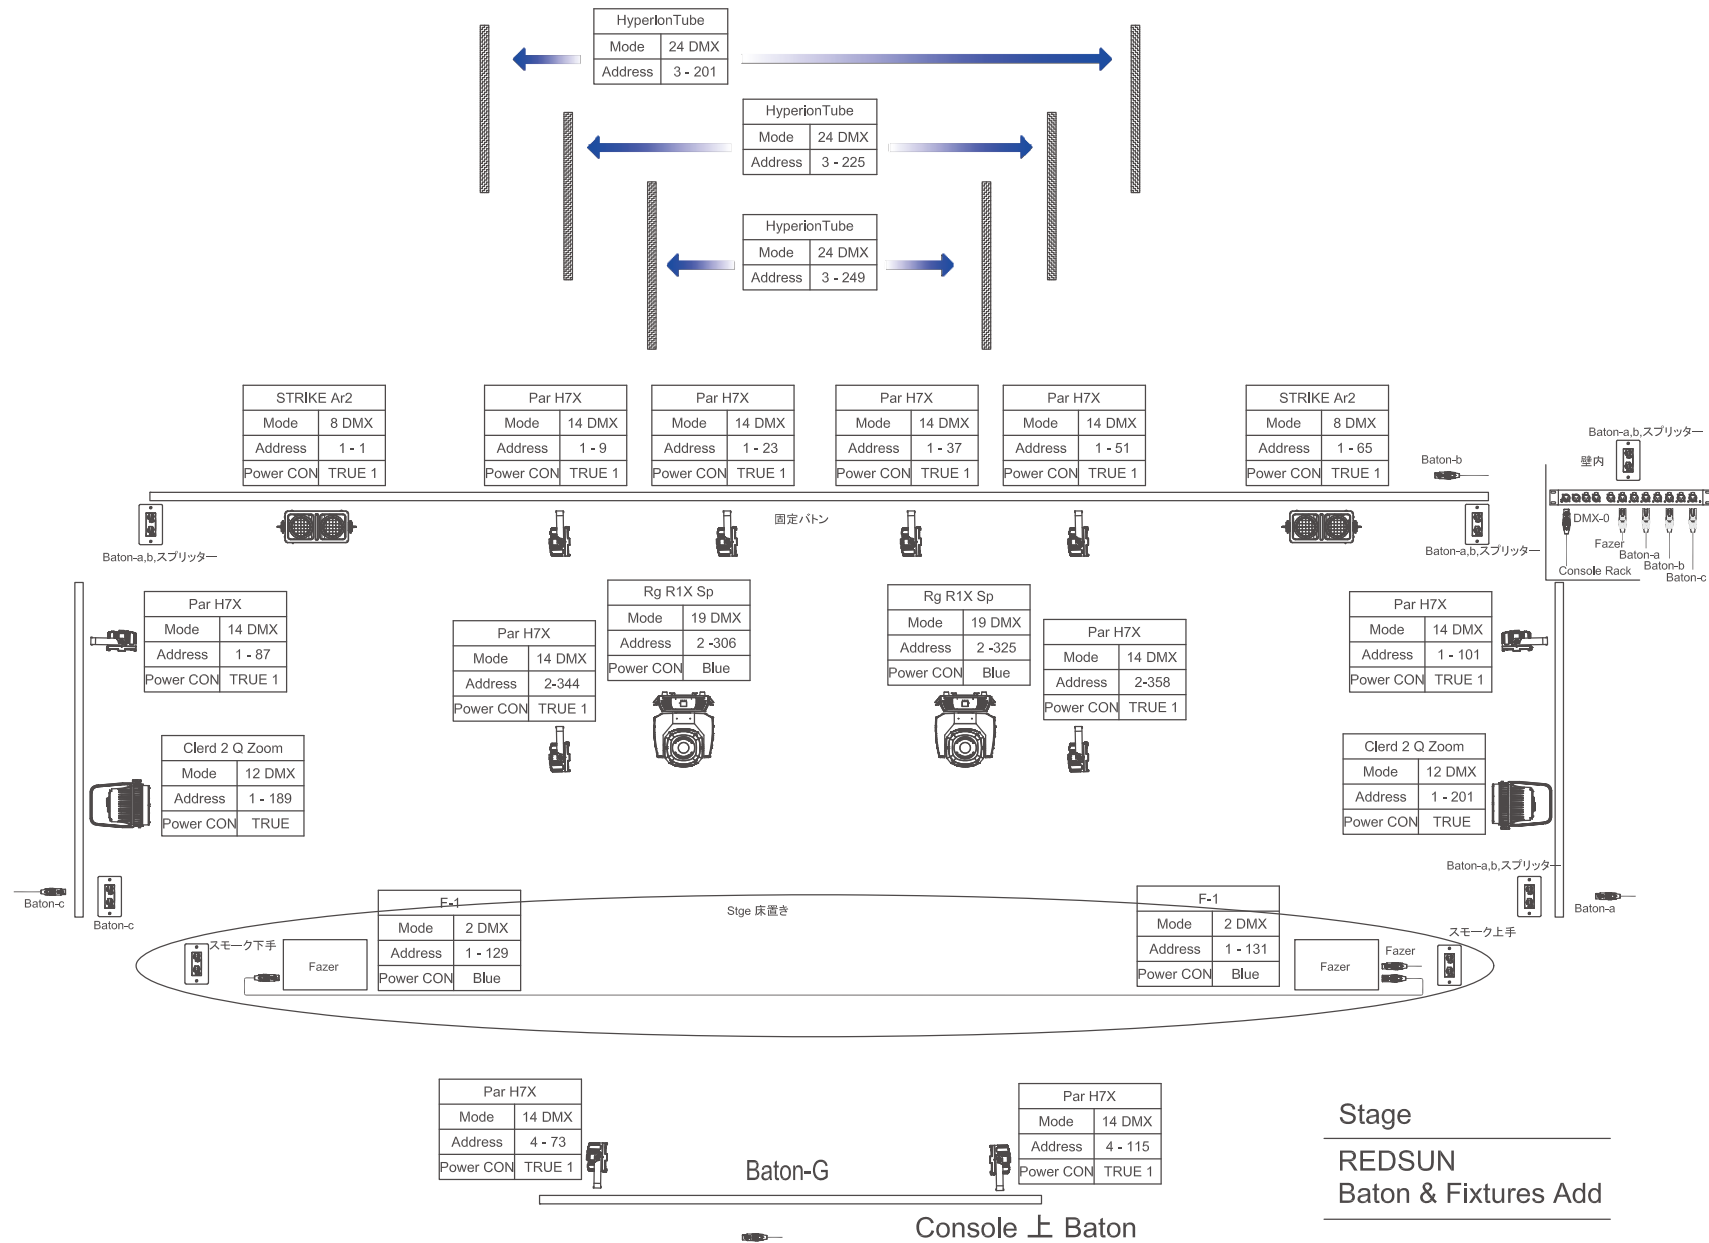 HyperIonTube
Mode 24 DMX
Address 3 - 201
HyperionTube
Mode 24 DMX
Address 3 - 225
HyperionTube
Mode 24 DMX
Address 3 - 249
STRIKE Ar2
Mode 8 DMX
Address 1 - 1
Power CON TRUE 1
Par H7X
Mode 14 DMX
Address 1 - 9
Power CON TRUE 1
Par H7X
Mode 14 DMX
Address 1 - 23
Power CON TRUE 1
Par H7X
Mode 14 DMX
Address 1 - 37
Power CON TRUE 1
Par H7X
Mode 14 DMX
Address 1 - 51
Power CON TRUE 1
STRIKE Ar2
Mode 8 DMX
Address 1 - 65
Power CON TRUE 1
Baton-b
Baton-a,b,スプリッター
壁内
DMX-0
Fazer
Baton-a
Baton-b
Baton-c
Console Rack
固定バトン
Baton-a,b,スプリッター
Baton-a,b,スプリッター
Par H7X
Mode 14 DMX
Address 1 - 87
Power CON TRUE 1
Par H7X
Mode 14 DMX
Address 2-344
Power CON TRUE 1
Rg R1X Sp
Mode 19 DMX
Address 2 -306
Power CON Blue
Rg R1X Sp
Mode 19 DMX
Address 2 -325
Power CON Blue
Par H7X
Mode 14 DMX
Address 2-358
Power CON TRUE 1
Par H7X
Mode 14 DMX
Address 1 - 101
Power CON TRUE 1
Clerd 2 Q Zoom
Mode 12 DMX
Address 1 - 189
Power CON TRUE
Clerd 2 Q Zoom
Mode 12 DMX
Address 1 - 201
Power CON TRUE
Baton-a,b,スプリッター
Baton-c
Baton-c
Baton-a
F-1
Mode 2 DMX
Address 1 - 129
Power CON Blue
Stge 床置き
F-1
Mode 2 DMX
Address 1 - 131
Power CON Blue
スモーク下手
Fazer
Fazer
Fazer
スモーク上手
Par H7X
Mode 14 DMX
Address 4 - 73
Power CON TRUE 1
Par H7X
Mode 14 DMX
Address 4 - 115
Power CON TRUE 1
Baton-G
Console 上 Baton
Stage
REDSUN
Baton & Fixtures Add